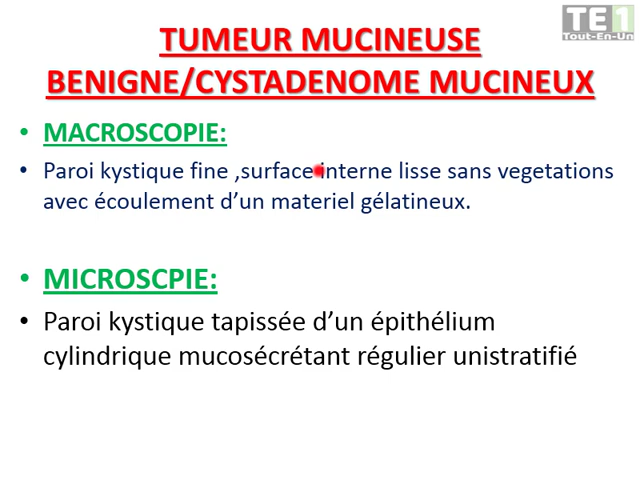 TE1
Tout-En-Un
TUMEUR MUCINEUSE
BENIGNE/CYSTADENOME MUCINEUX
• MACROSCOPIE:
• Paroi kystique fine ,surface interne lisse sans vegetations
avec écoulement d’un materiel gélatineux.
• MICROSCPIE:
• Paroi kystique tapissée d’un épithélium
cylindrique mucosécrétant régulier unistratifié